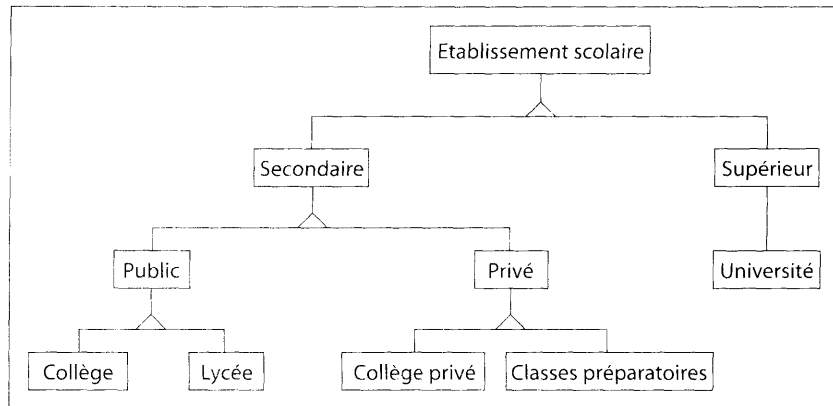 Etablissement scolaire
Secondaire
Supérieur
Public
Privé
Université
Collège
Lycée
Collège privé
Classes préparatoires